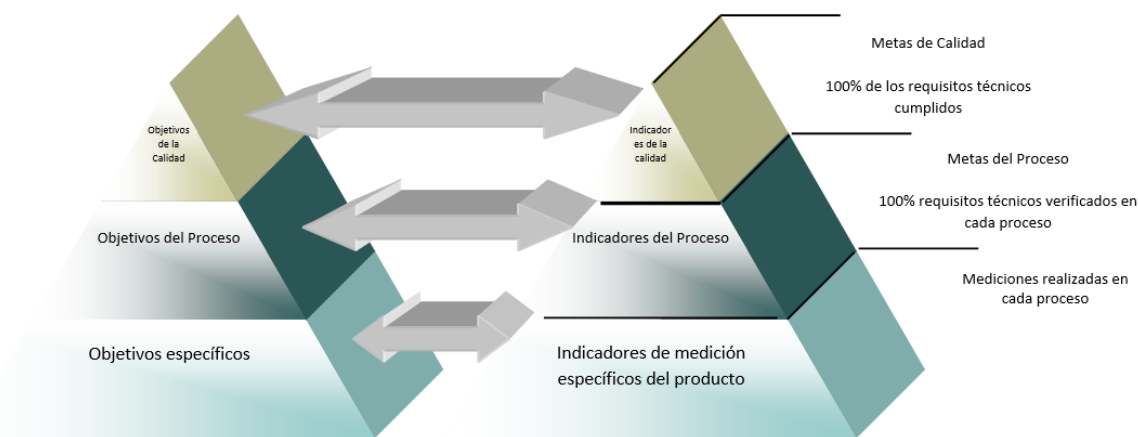 Objetivos
de la
Calidad
Objetivos del Proceso
Objetivos específicos
Indicador
es de la
calidad
Indicadores del Proceso
Indicadores de medición
específicos del producto
Metas de Calidad
100% de los requisitos técnicos
cumplidos
Metas del Proceso
100% requisitos técnicos verificados en
cada proceso
Mediciones realizadas en
cada proceso